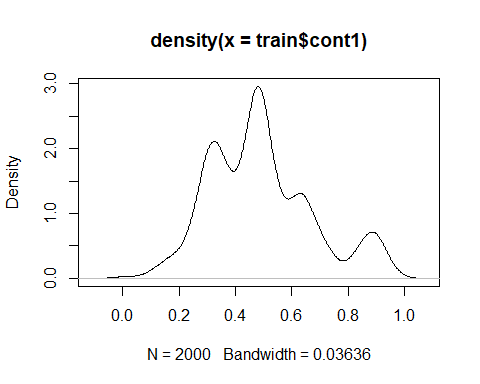 density(x = train$cont1)
Density
0.0
1.0
2.0
3.0
0.0 0.2 0.4 0.6 0.8 1.0
N = 2000 Bandwidth = 0.03636